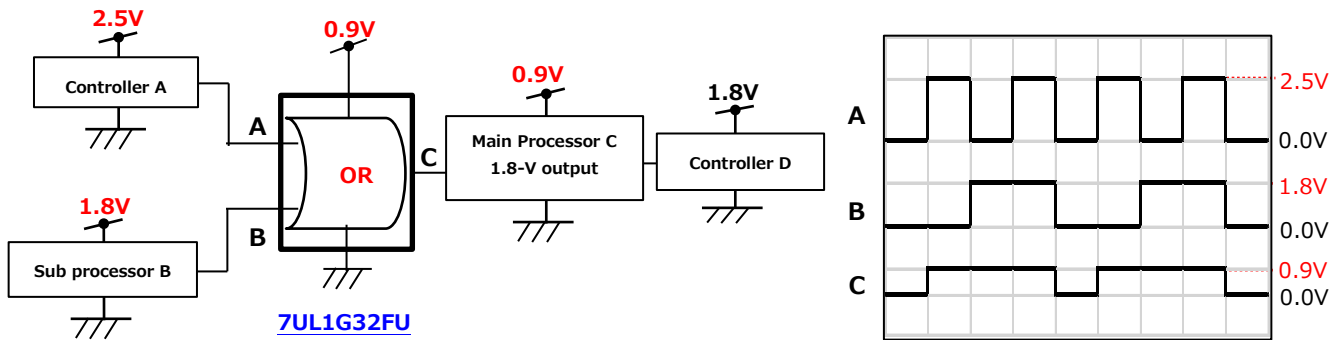 2.5V
Controller A
1.8V
Sub processor B
A
B
0.9V
OR
C
7UL1G32FU
0.9V
Main Processor C
1.8-V output
1.8V
Controller D
A
2.5V
0.0V
B
1.8V
0.0V
C
0.9V
0.0V